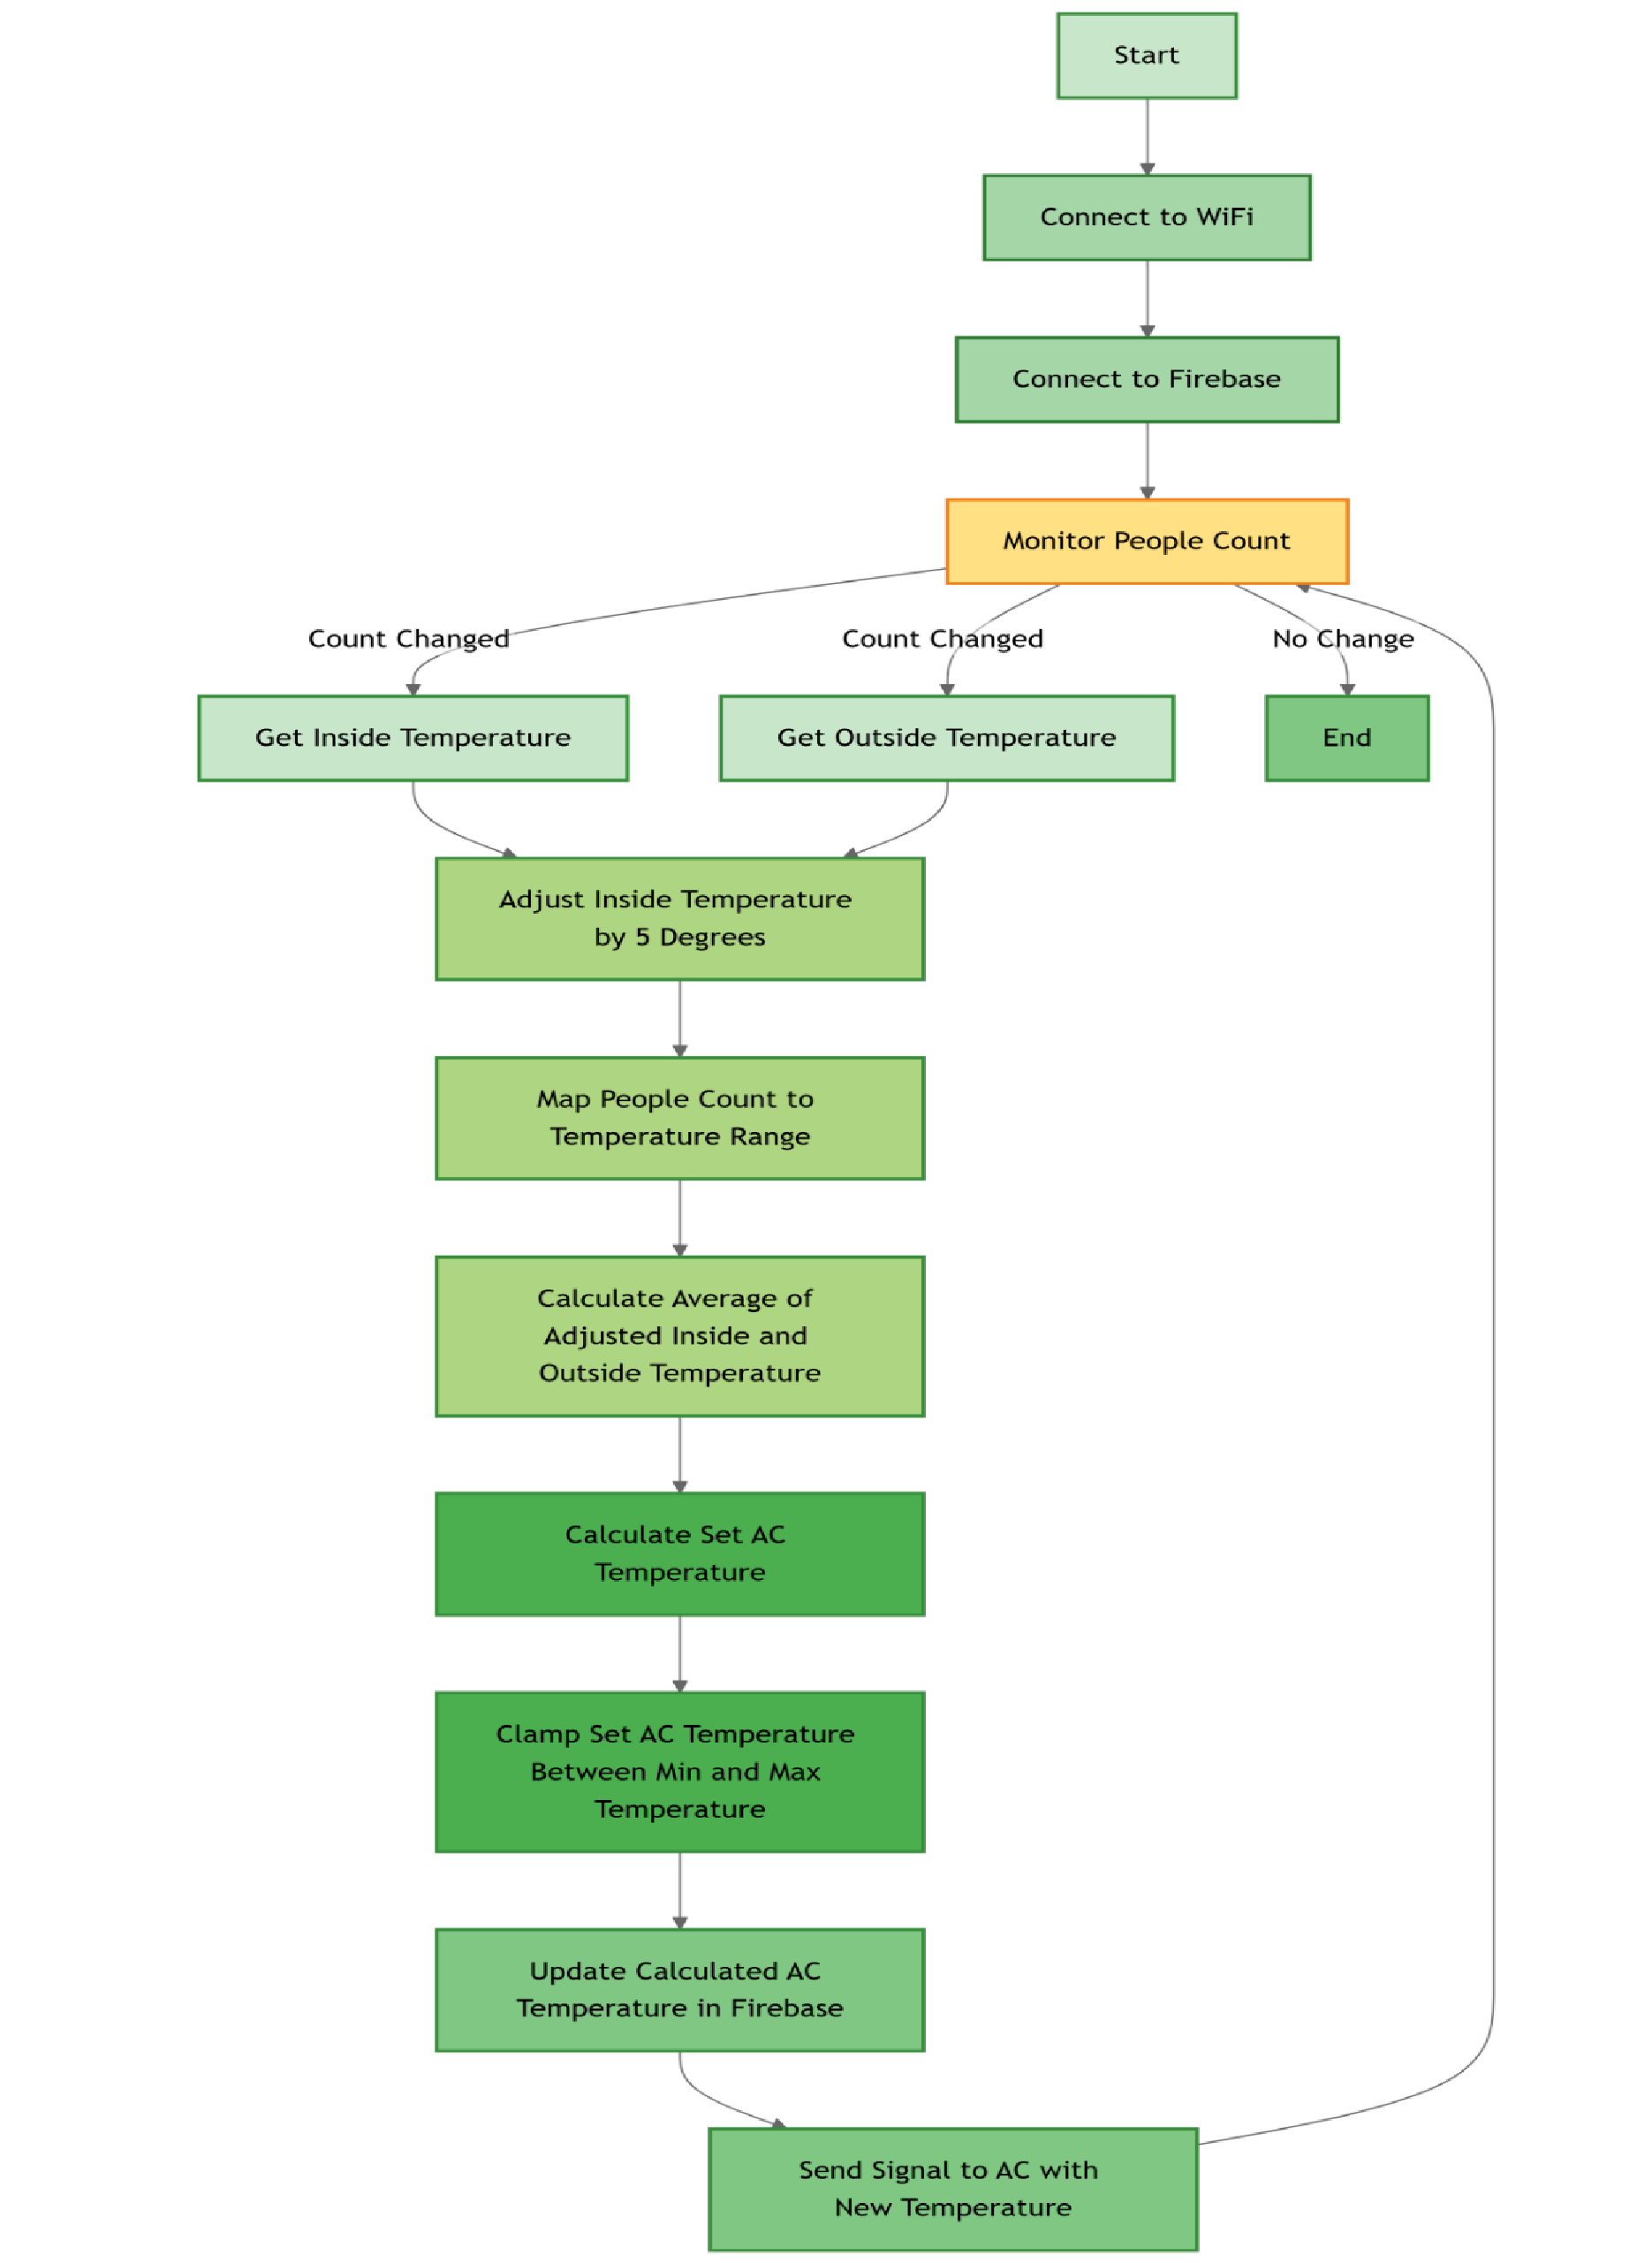 Start
Connect to WiFi
Connect to Firebase
Monitor People Count
Count Changed
Count Changed
No Change
Get Inside Temperature
Get Outside Temperature
End
Adjust Inside Temperature
by 5 Degrees
Map People Count to
Temperature Range
Calculate Average of
Adjusted Inside and
Outside Temperature
Calculate Set AC
Temperature
Clamp Set AC Temperature
Between Min and Max
Temperature
Update Calculated AC
Temperature in Firebase
Send Signal to AC with
New Temperature